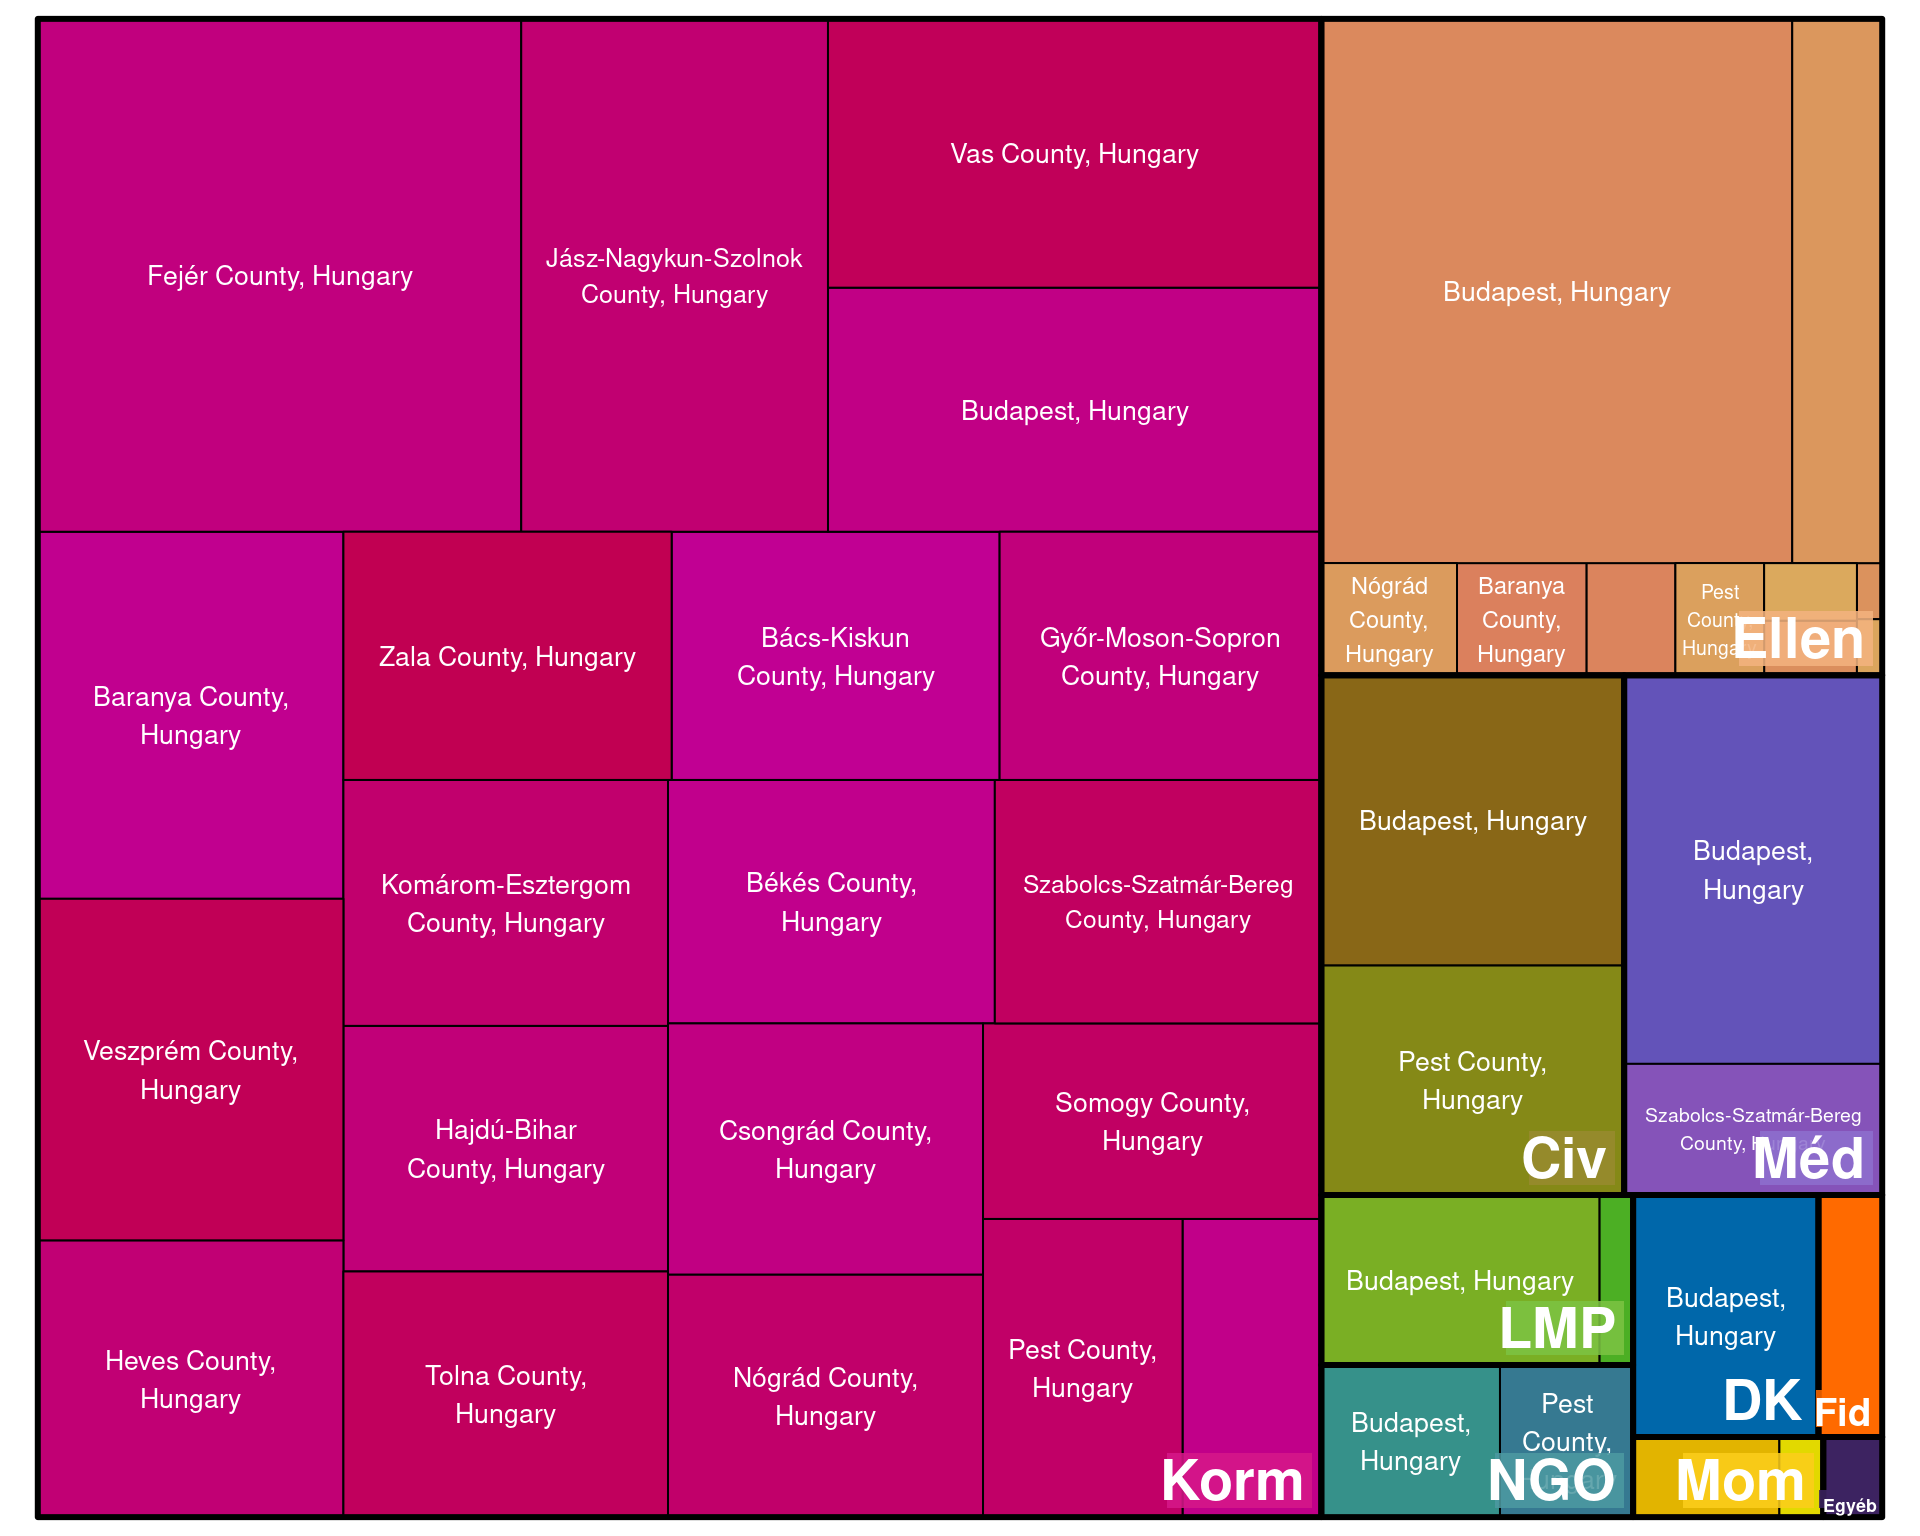 Fejér County, Hungary
Jász-Nagykun-Szolnok
County, Hungary
Vas County, Hungary
Budapest, Hungary
Baranya County,
Hungary
Zala County, Hungary
Bács-Kiskun
County, Hungary
Győr-Moson-Sopron
County, Hungary
Veszprém County,
Hungary
Komárom-Esztergom
County, Hungary
Békés County,
Hungary
Szabolcs-Szatmár-Bereg
County, Hungary
Heves County,
Hungary
Hajdú-Bihar
County, Hungary
Csongrád County,
Hungary
Somogy County,
Hungary
Tolna County,
Hungary
Nógrád County,
Hungary
Pest County,
Hungary
Korm
Budapest, Hungary
Nógrád
County,
Hungary
Baranya
County,
Hungary
Pest
County,
Hungary
Ellen
Budapest, Hungary
Pest County,
Hungary
Civ
Budapest,
Hungary
Szabolcs-Szatmár-Bereg
County, Hungary
Méd
Budapest, Hungary
LMP
Budapest,
Hungary
Pest
County,
Hungary
NGO
Budapest,
Hungary
DK
Fid
Mom
Egyéb